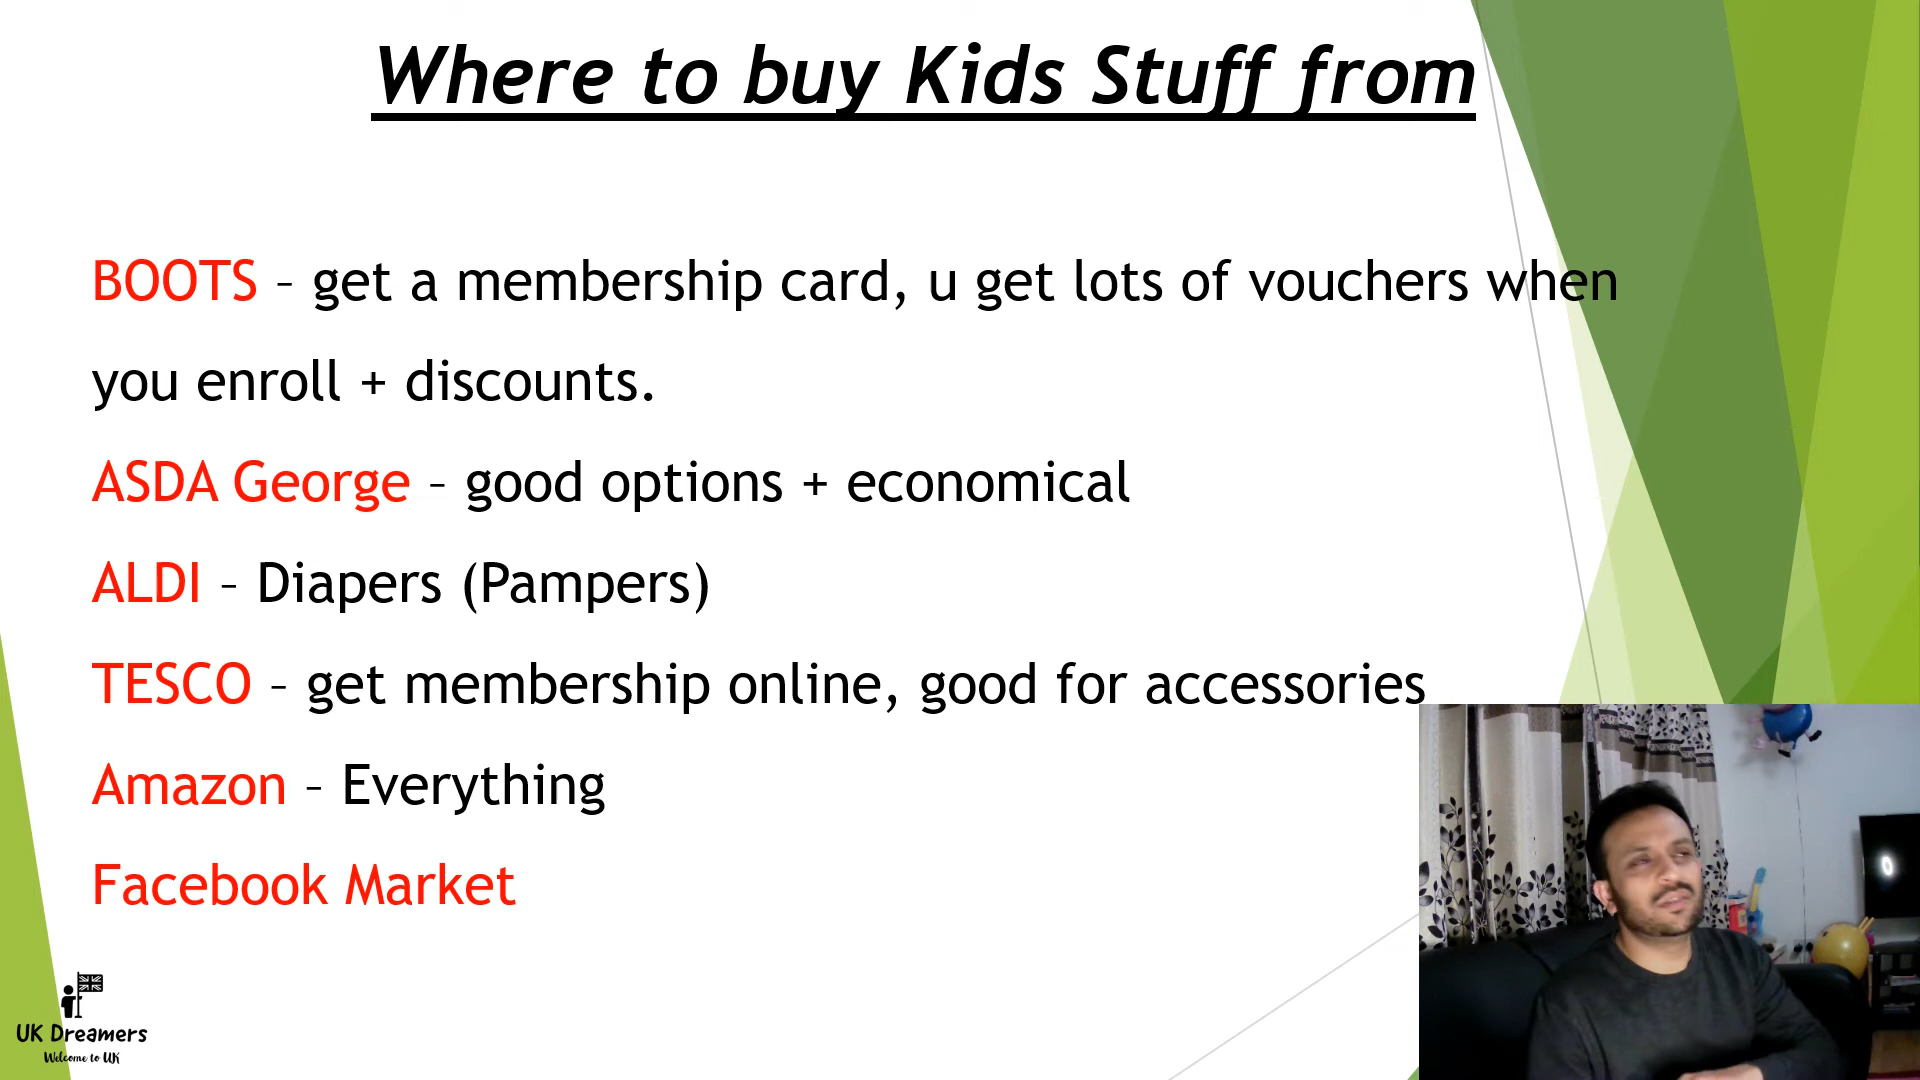 Where to buy Kids Stuff from
BOOTS – get a membership card, u get lots of vouchers when
you enroll + discounts.
ASDA George – good options + economical
ALDI – Diapers (Pampers)
TESCO – get membership online, good for accessories
Amazon – Everything
Facebook Market
UK Dreamers
Welcome to UK